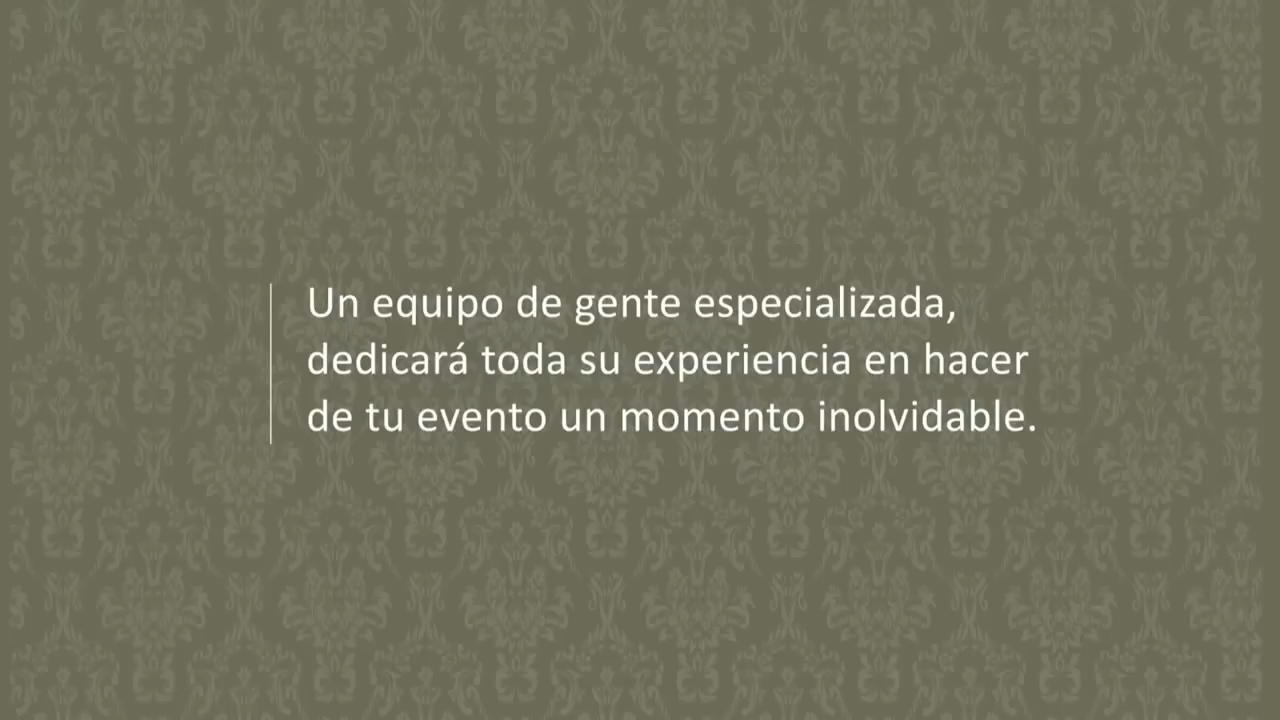 Un equipo de gente especializada,
dedicará toda su experiencia en hacer
de tu evento un momento inolvidable.